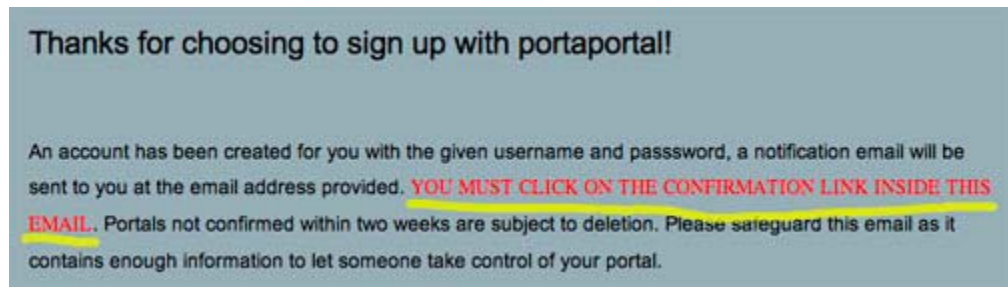 Thanks for choosing to sign up with portaportal!
An account has been created for you with the given username and passsword, a notification email will be
sent to you at the email address provided. YOU MUST CLICK ON THE CONFIRMATION LINK INSIDE THIS
EMAIL. Portals not confirmed within two weeks are subject to deletion. Please safeguard this email as it
contains enough information to let someone take control of your portal.